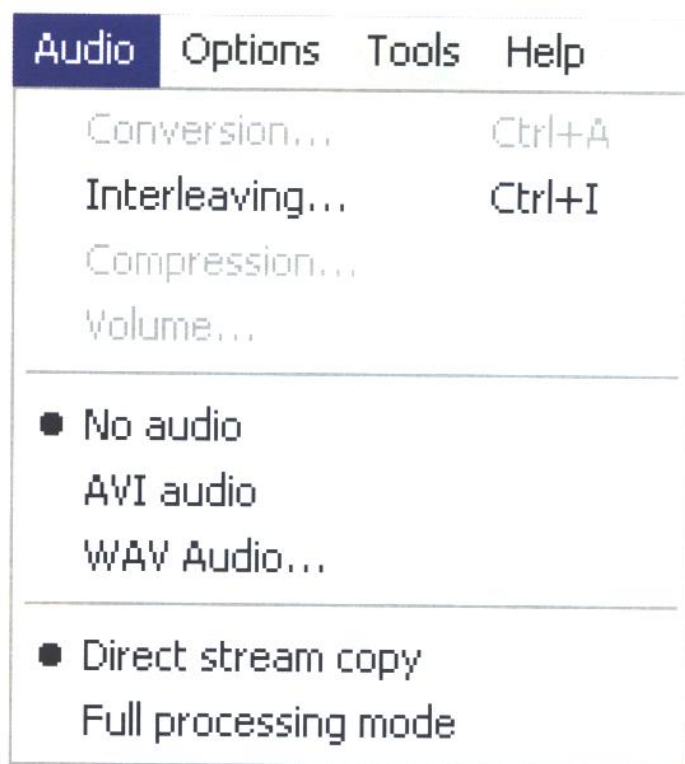 Audio Options Tools Help
Conversion... Ctrl+A
Interleaving... Ctrl+I
Compression...
Volume...
● No audio
AVI audio
WAV Audio...
● Direct stream copy
Full processing mode